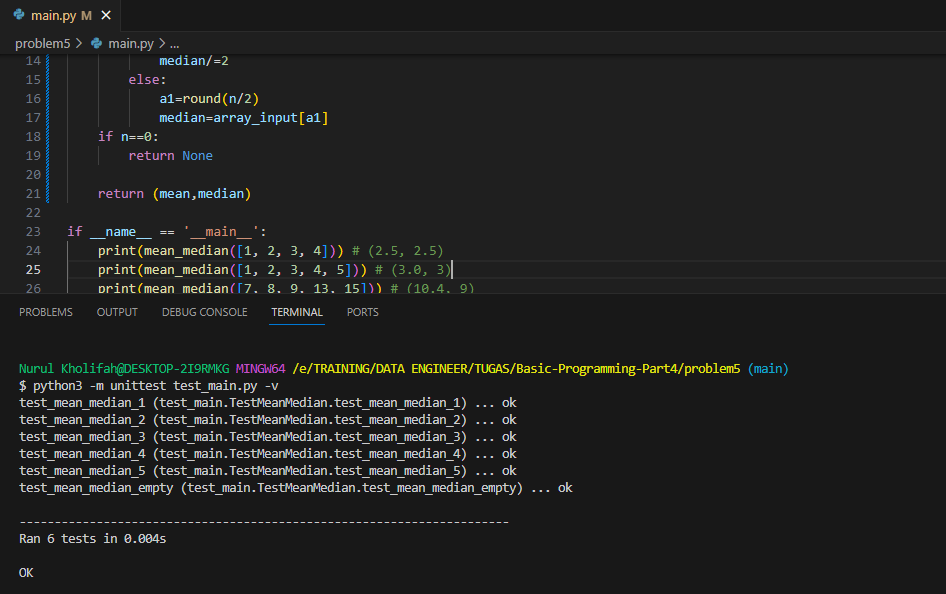 main.py M
problem5 > main.py > ...
14 median/=2
15 else:
16 a1=round(n/2)
17 median=array_input[a1]
18 if n==0:
19 return None
20
21 return (mean,median)
22
23 if __name__ == '__main__':
24 print(mean_median([1, 2, 3, 4])) # (2.5, 2.5)
25 print(mean_median([1, 2, 3, 4, 5])) # (3.0, 3)
26 print(mean_median([7, 8, 9, 13, 15])) # (10.4, 9)
PROBLEMS OUTPUT DEBUG CONSOLE TERMINAL PORTS
Nurul Kholifah@DESKTOP-2I9RMKG MINGW64 /e/TRAINING/DATA ENGINEER/TUGAS/Basic-Programming-Part4/problem5 (main)
$ python3 -m unittest test_main.py -v
test_mean_median_1 (test_main.TestMeanMedian.test_mean_median_1) ... ok
test_mean_median_2 (test_main.TestMeanMedian.test_mean_median_2) ... ok
test_mean_median_3 (test_main.TestMeanMedian.test_mean_median_3) ... ok
test_mean_median_4 (test_main.TestMeanMedian.test_mean_median_4) ... ok
test_mean_median_5 (test_main.TestMeanMedian.test_mean_median_5) ... ok
test_mean_median_empty (test_main.TestMeanMedian.test_mean_median_empty) ... ok
----------------------------------------------------------------------
Ran 6 tests in 0.004s
OK